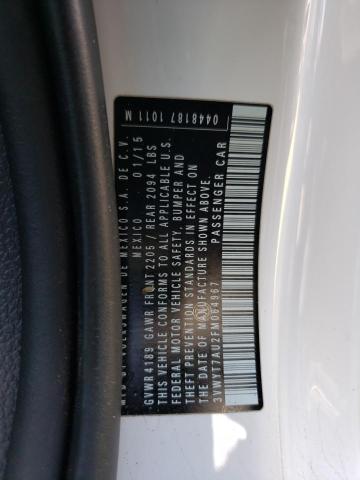 0448187 1011 M
MFD BY VOLKSWAGEN DE MEXICO S.A. DE C.V.
MEXICO 01/15
GVWR 4189 GAWR FRONT 2205 / REAR 2094 LBS
THIS VEHICLE CONFORMS TO ALL APPLICABLE U.S.
FEDERAL MOTOR VEHICLE SAFETY, BUMPER AND
THEFT PREVENTION STANDARDS IN EFFECT ON
THE DATE OF MANUFACTURE SHOWN ABOVE.
3VWYT7AU2FM064967 PASSENGER CAR